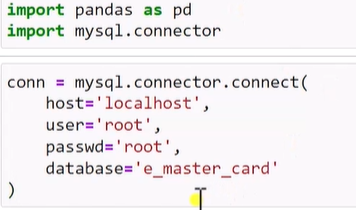 import pandas as pd
import mysql.connector
conn = mysql.connector.connect(
    host='localhost',
    user='root',
    passwd='root',
    database='e_master_card'
)